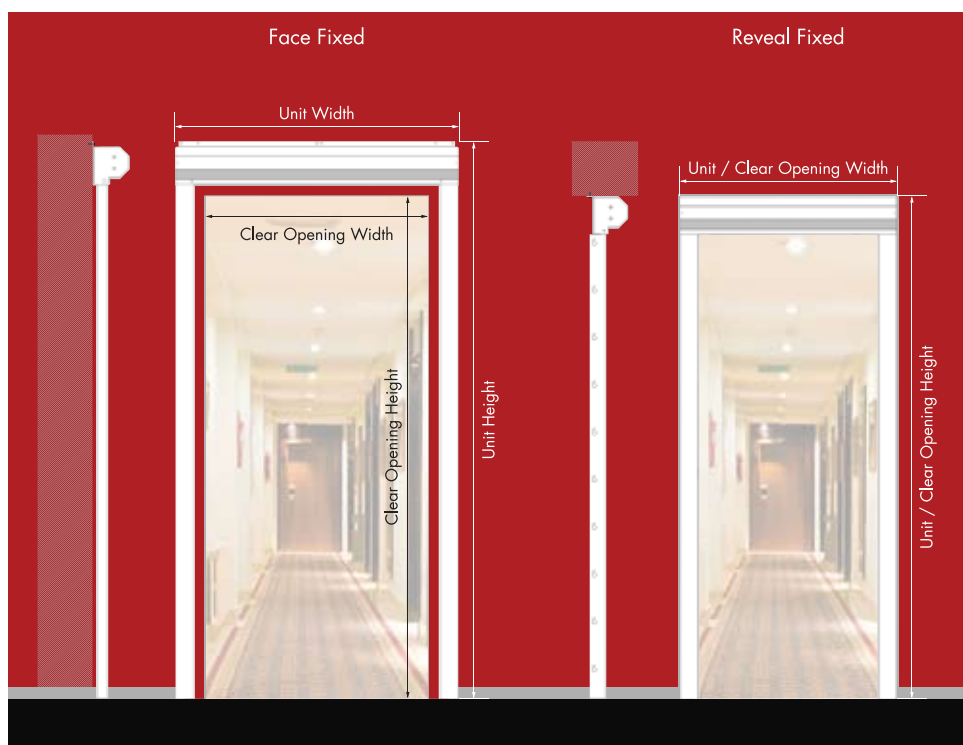 Face Fixed
Reveal Fixed
Unit Width
Unit / Clear Opening Width
Clear Opening Width
Clear Opening Height
Unit Height
Unit / Clear Opening Height